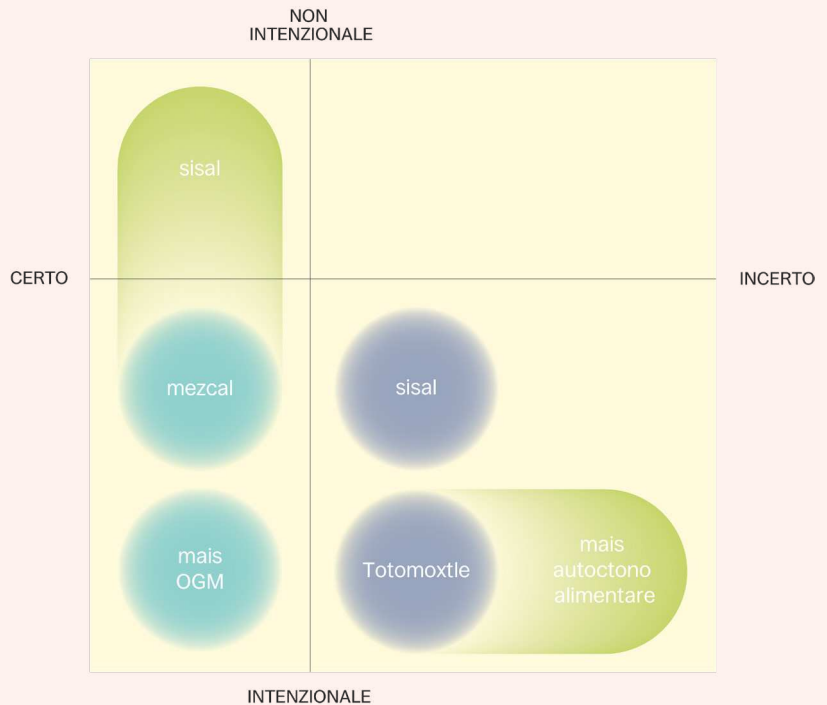 NON
INTENZIONALE
sisal
CERTO
INCERTO
mezcal
sisal
mais
OGM
Totomoxtle
mais
autoctono
alimentare
INTENZIONALE